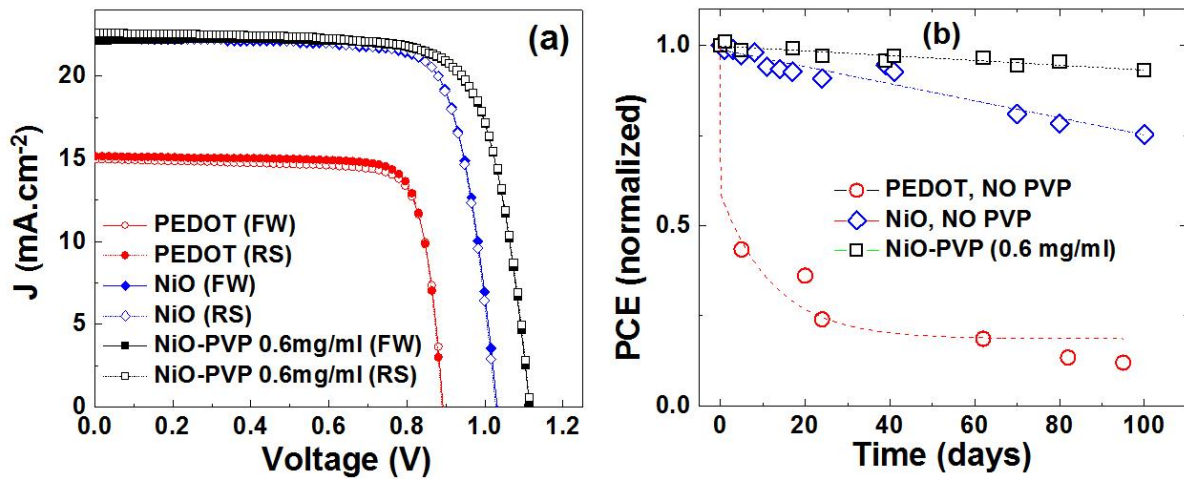 (a)
J (mA.cm-2)
20
15
10
5
0
PEDOT (FW)
PEDOT (RS)
NiO (FW)
NiO (RS)
NiO-PVP 0.6mg/ml (FW)
NiO-PVP 0.6mg/ml (RS)
0.0 0.2 0.4 0.6 0.8 1.0 1.2
Voltage (V)
(b)
PCE (normalized)
1.0
0.5
0.0
PEDOT, NO PVP
NiO, NO PVP
NiO-PVP (0.6 mg/ml)
0 20 40 60 80 100
Time (days)